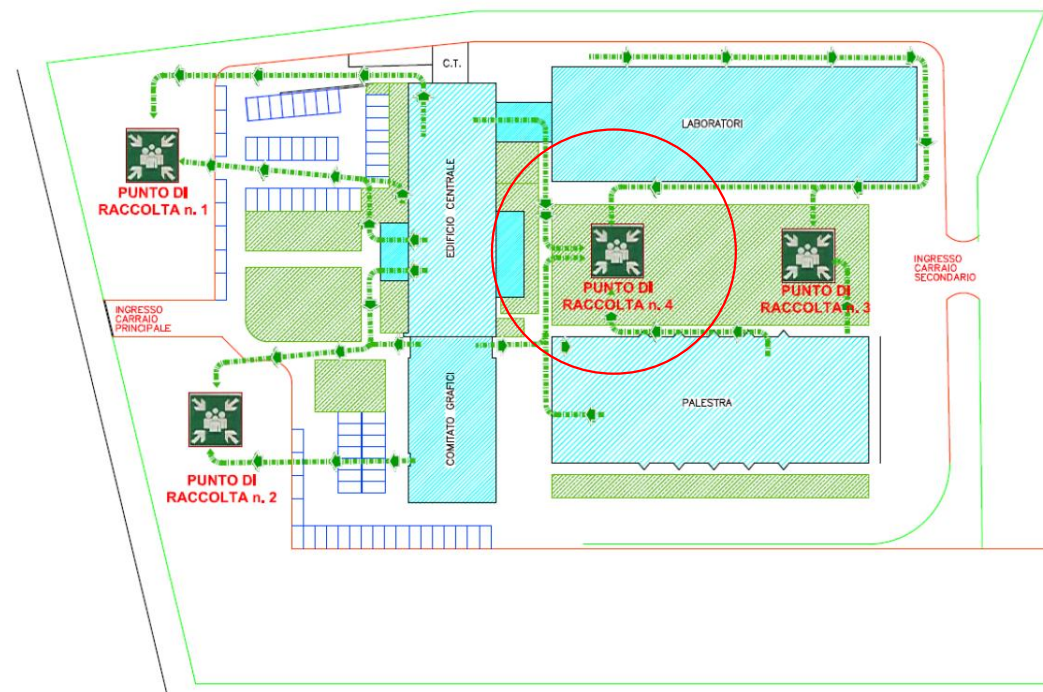 C.T.
LABORATORI
PUNTO DI
RACCOLTA n. 1
EDIFICIO CENTRALE
PUNTO DI
RACCOLTA n. 4
PUNTO DI
RACCOLTA n. 3
INGRESSO
CARRAIO
SECONDARIO
INGRESSO
CARRAIO
PRINCIPALE
COMITATO GRAFICI
PALESTRA
PUNTO DI
RACCOLTA n. 2